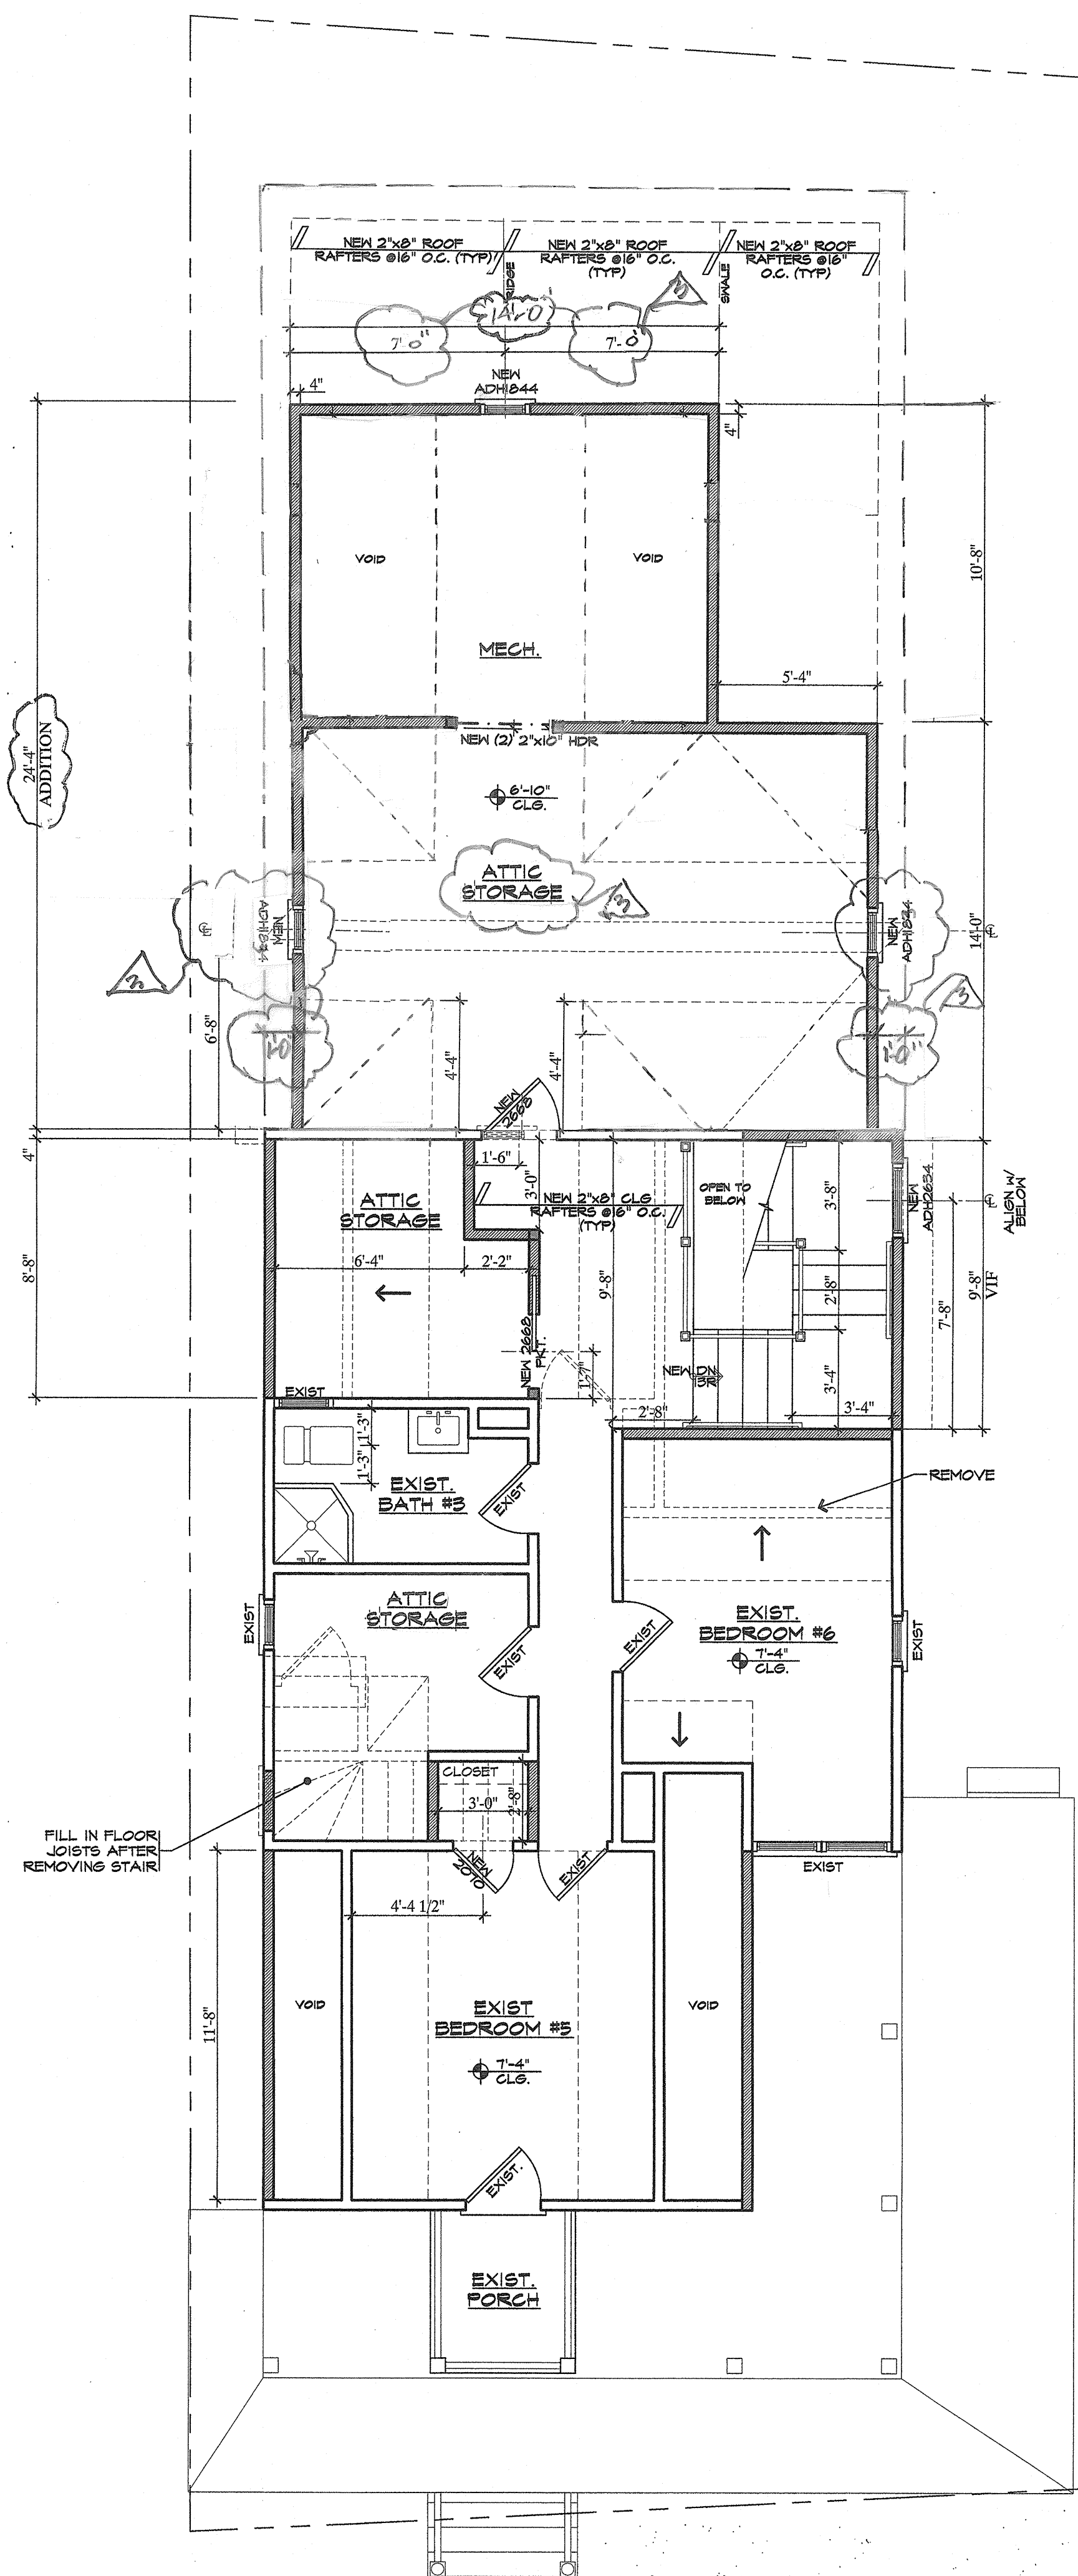 NEW 2"x8" ROOF
RAFTERS @16" O.C. (TYP)
NEW 2"x8" ROOF
RAFTERS @16" O.C.
(TYP)
NEW 2"x8" ROOF
RAFTERS @16"
O.C. (TYP)
RIDGE
SWALE
3
14'-0"
7'-0"
7'-0"
NEW
ADH1844
4"
4"
VOID
VOID
10'-8"
MECH.
5'-4"
24'-4"
ADDITION
NEW (2) 2"x10" HDR
6'-10"
CLG.
ATTIC
STORAGE
3
NEW
ADH1834
NEW
ADH1834
14'-0"
3
3
6'-8"
1'-0"
1'-0"
4'-4"
4'-4"
NEW
2668
4"
1'-6"
3'-0"
ATTIC
STORAGE
NEW 2"x8" CLG
RAFTERS @16" O.C.
(TYP)
OPEN TO
BELOW
3'-8"
NEW
ADH2634
ALIGN W/
BELOW
8'-8"
6'-4"
2'-2"
9'-8"
2'-8"
7'-8"
9'-8"
VIF
NEW 2668
PKT.
1'-7"
NEW DN
13R
3'-4"
EXIST
2'-8"
3'-4"
1'-3"
1'-3"
EXIST.
BATH #3
EXIST
REMOVE
ATTIC
STORAGE
EXIST
EXIST
EXIST
EXIST.
BEDROOM #6
7'-4"
CLG.
EXIST
CLOSET
3'-0"
2'-8"
FILL IN FLOOR
JOISTS AFTER
REMOVING STAIR
NEW
2070
EXIST
EXIST
4'-4 1/2"
11'-8"
VOID
EXIST
BEDROOM #5
7'-4"
CLG.
VOID
EXIST.
EXIST.
PORCH